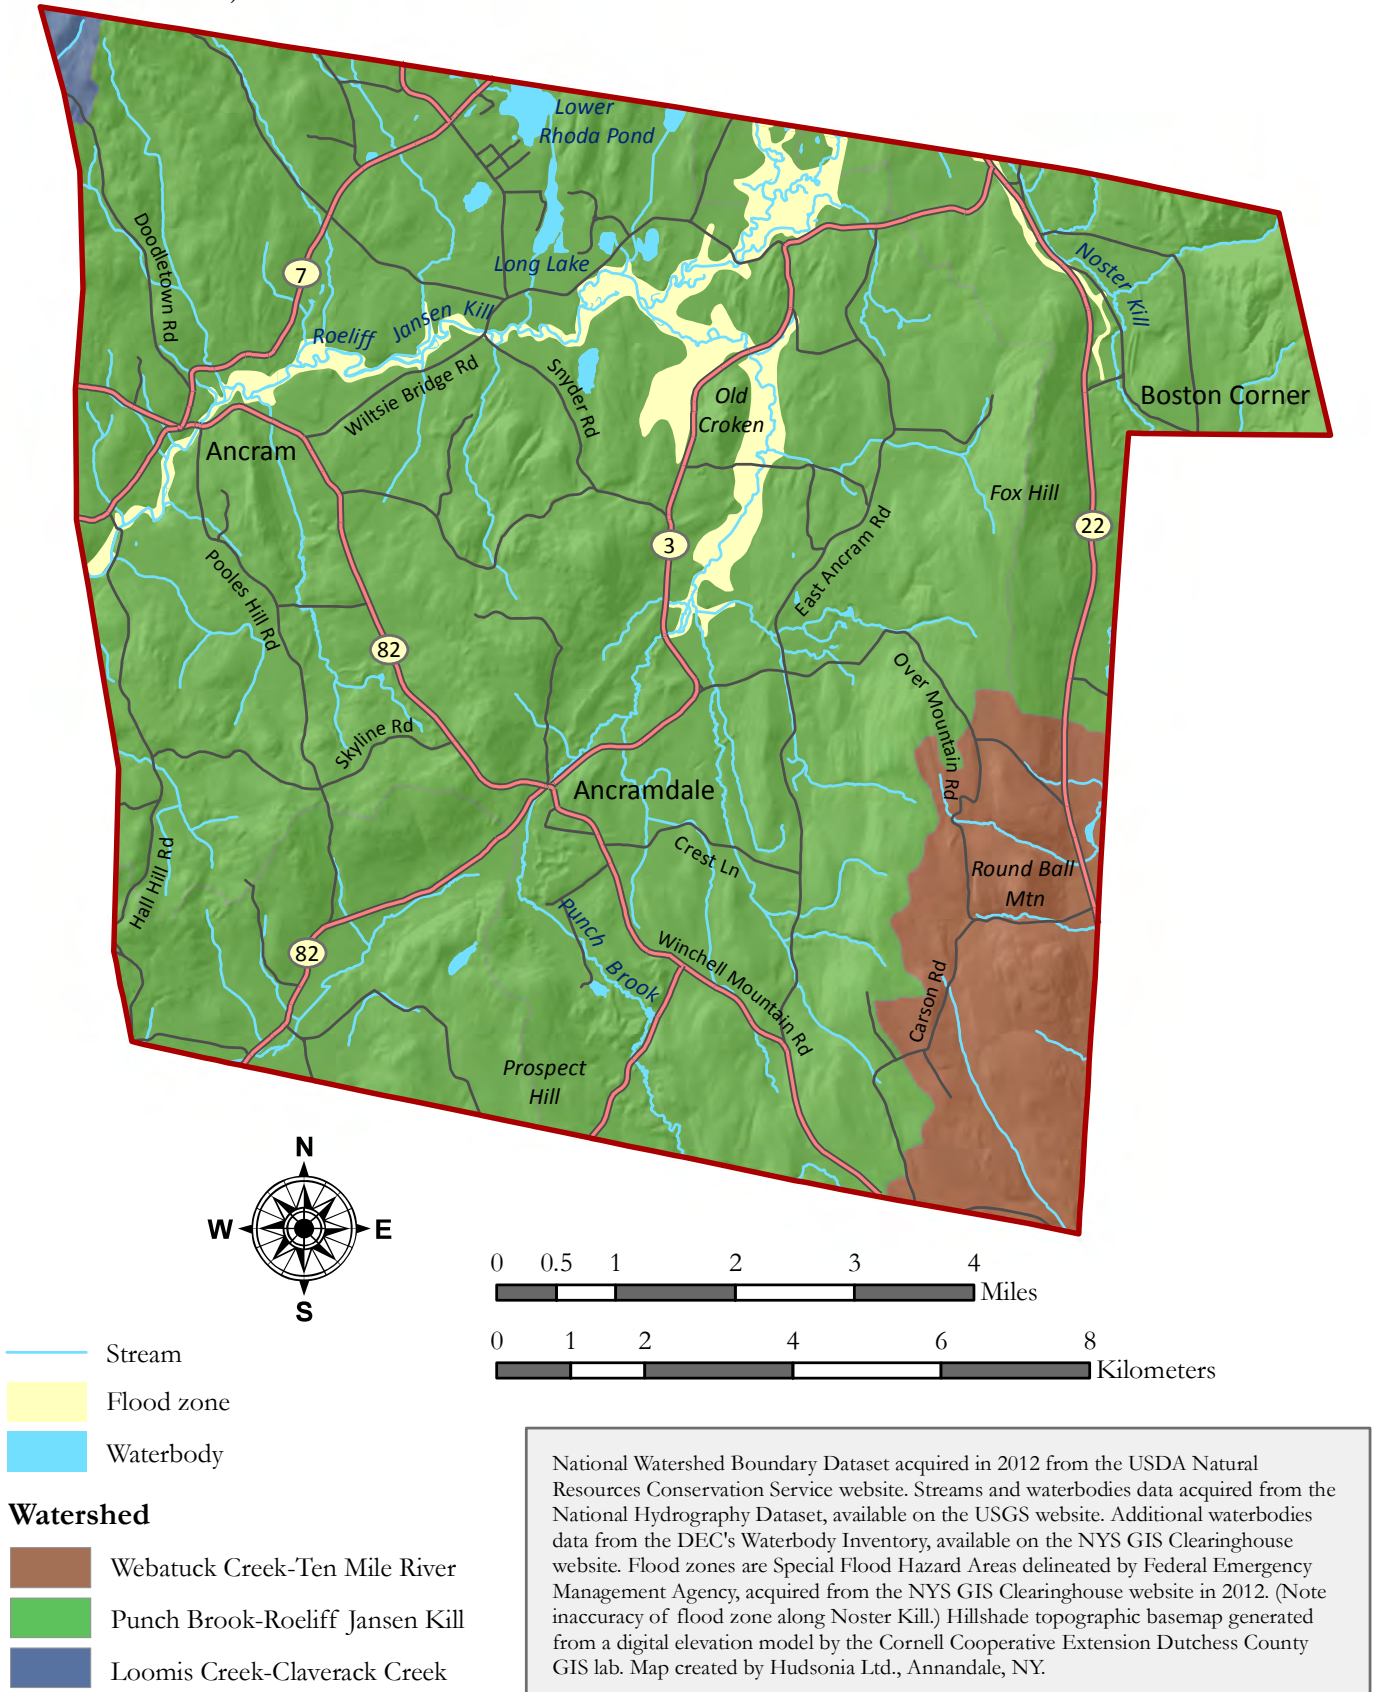 Lower
Rhoda Pond
Doodletown Rd
7
Long Lake
Noster Kill
Roeliff Jansen Kill
Wiltsie Bridge Rd
Snyder Rd
Old
Croken
Boston Corner
Ancram
Fox Hill
22
3
East Ancram Rd
Pooles Hill Rd
82
Over Mountain Rd
Skyline Rd
Ancramdale
Crest Ln
Round Ball
Mtn
Hall Hill Rd
Punch Brook
82
Winchell Mountain Rd
Carson Rd
Prospect
Hill
N
W E
S
0 0.5 1 2 3 4
Miles
0 1 2 4 6 8
Kilometers
Stream
Flood zone
Waterbody
Watershed
Webatuck Creek-Ten Mile River
Punch Brook-Roeliff Jansen Kill
Loomis Creek-Claverack Creek
National Watershed Boundary Dataset acquired in 2012 from the USDA Natural
Resources Conservation Service website. Streams and waterbodies data acquired from the
National Hydrography Dataset, available on the USGS website. Additional waterbodies
data from the DEC's Waterbody Inventory, available on the NYS GIS Clearinghouse
website. Flood zones are Special Flood Hazard Areas delineated by Federal Emergency
Management Agency, acquired from the NYS GIS Clearinghouse website in 2012. (Note
inaccuracy of flood zone along Noster Kill.) Hillshade topographic basemap generated
from a digital elevation model by the Cornell Cooperative Extension Dutchess County
GIS lab. Map created by Hudsonia Ltd., Annandale, NY.